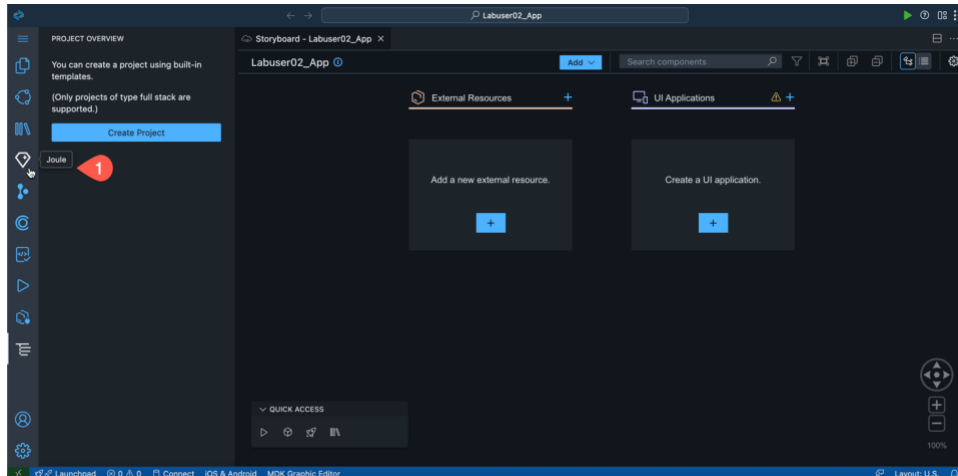 Labuser02_App
PROJECT OVERVIEW
Storyboard - Labuser02_App
You can create a project using built-in
templates.
(Only projects of type full stack are
supported.)
Create Project
Joule
1
Labuser02_App
Add
Search components
External Resources
UI Applications
Add a new external resource.
Create a UI application.
QUICK ACCESS
100%
Launchpad 0 0 Connect iOS & Android MDK Graphic Editor Layout: U.S.